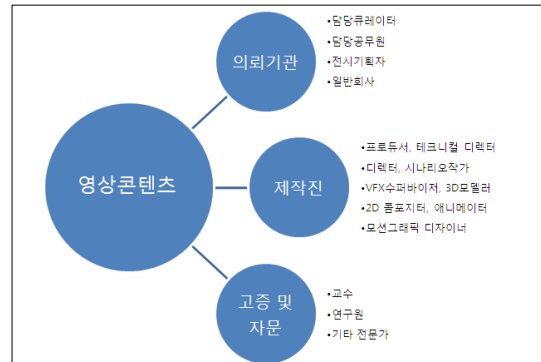 영상콘텐츠
의뢰기관
•담당큐레이터
•담당공무원
•전시기획자
•일반회사
제작진
•프로듀서, 테크니컬 디렉터
•디렉터, 시나리오작가
•VFX수퍼바이저, 3D모델러
•2D 콤포지터, 애니메이터
•모션그래픽 디자이너
고증 및
자문
•교수
•연구원
•기타 전문가